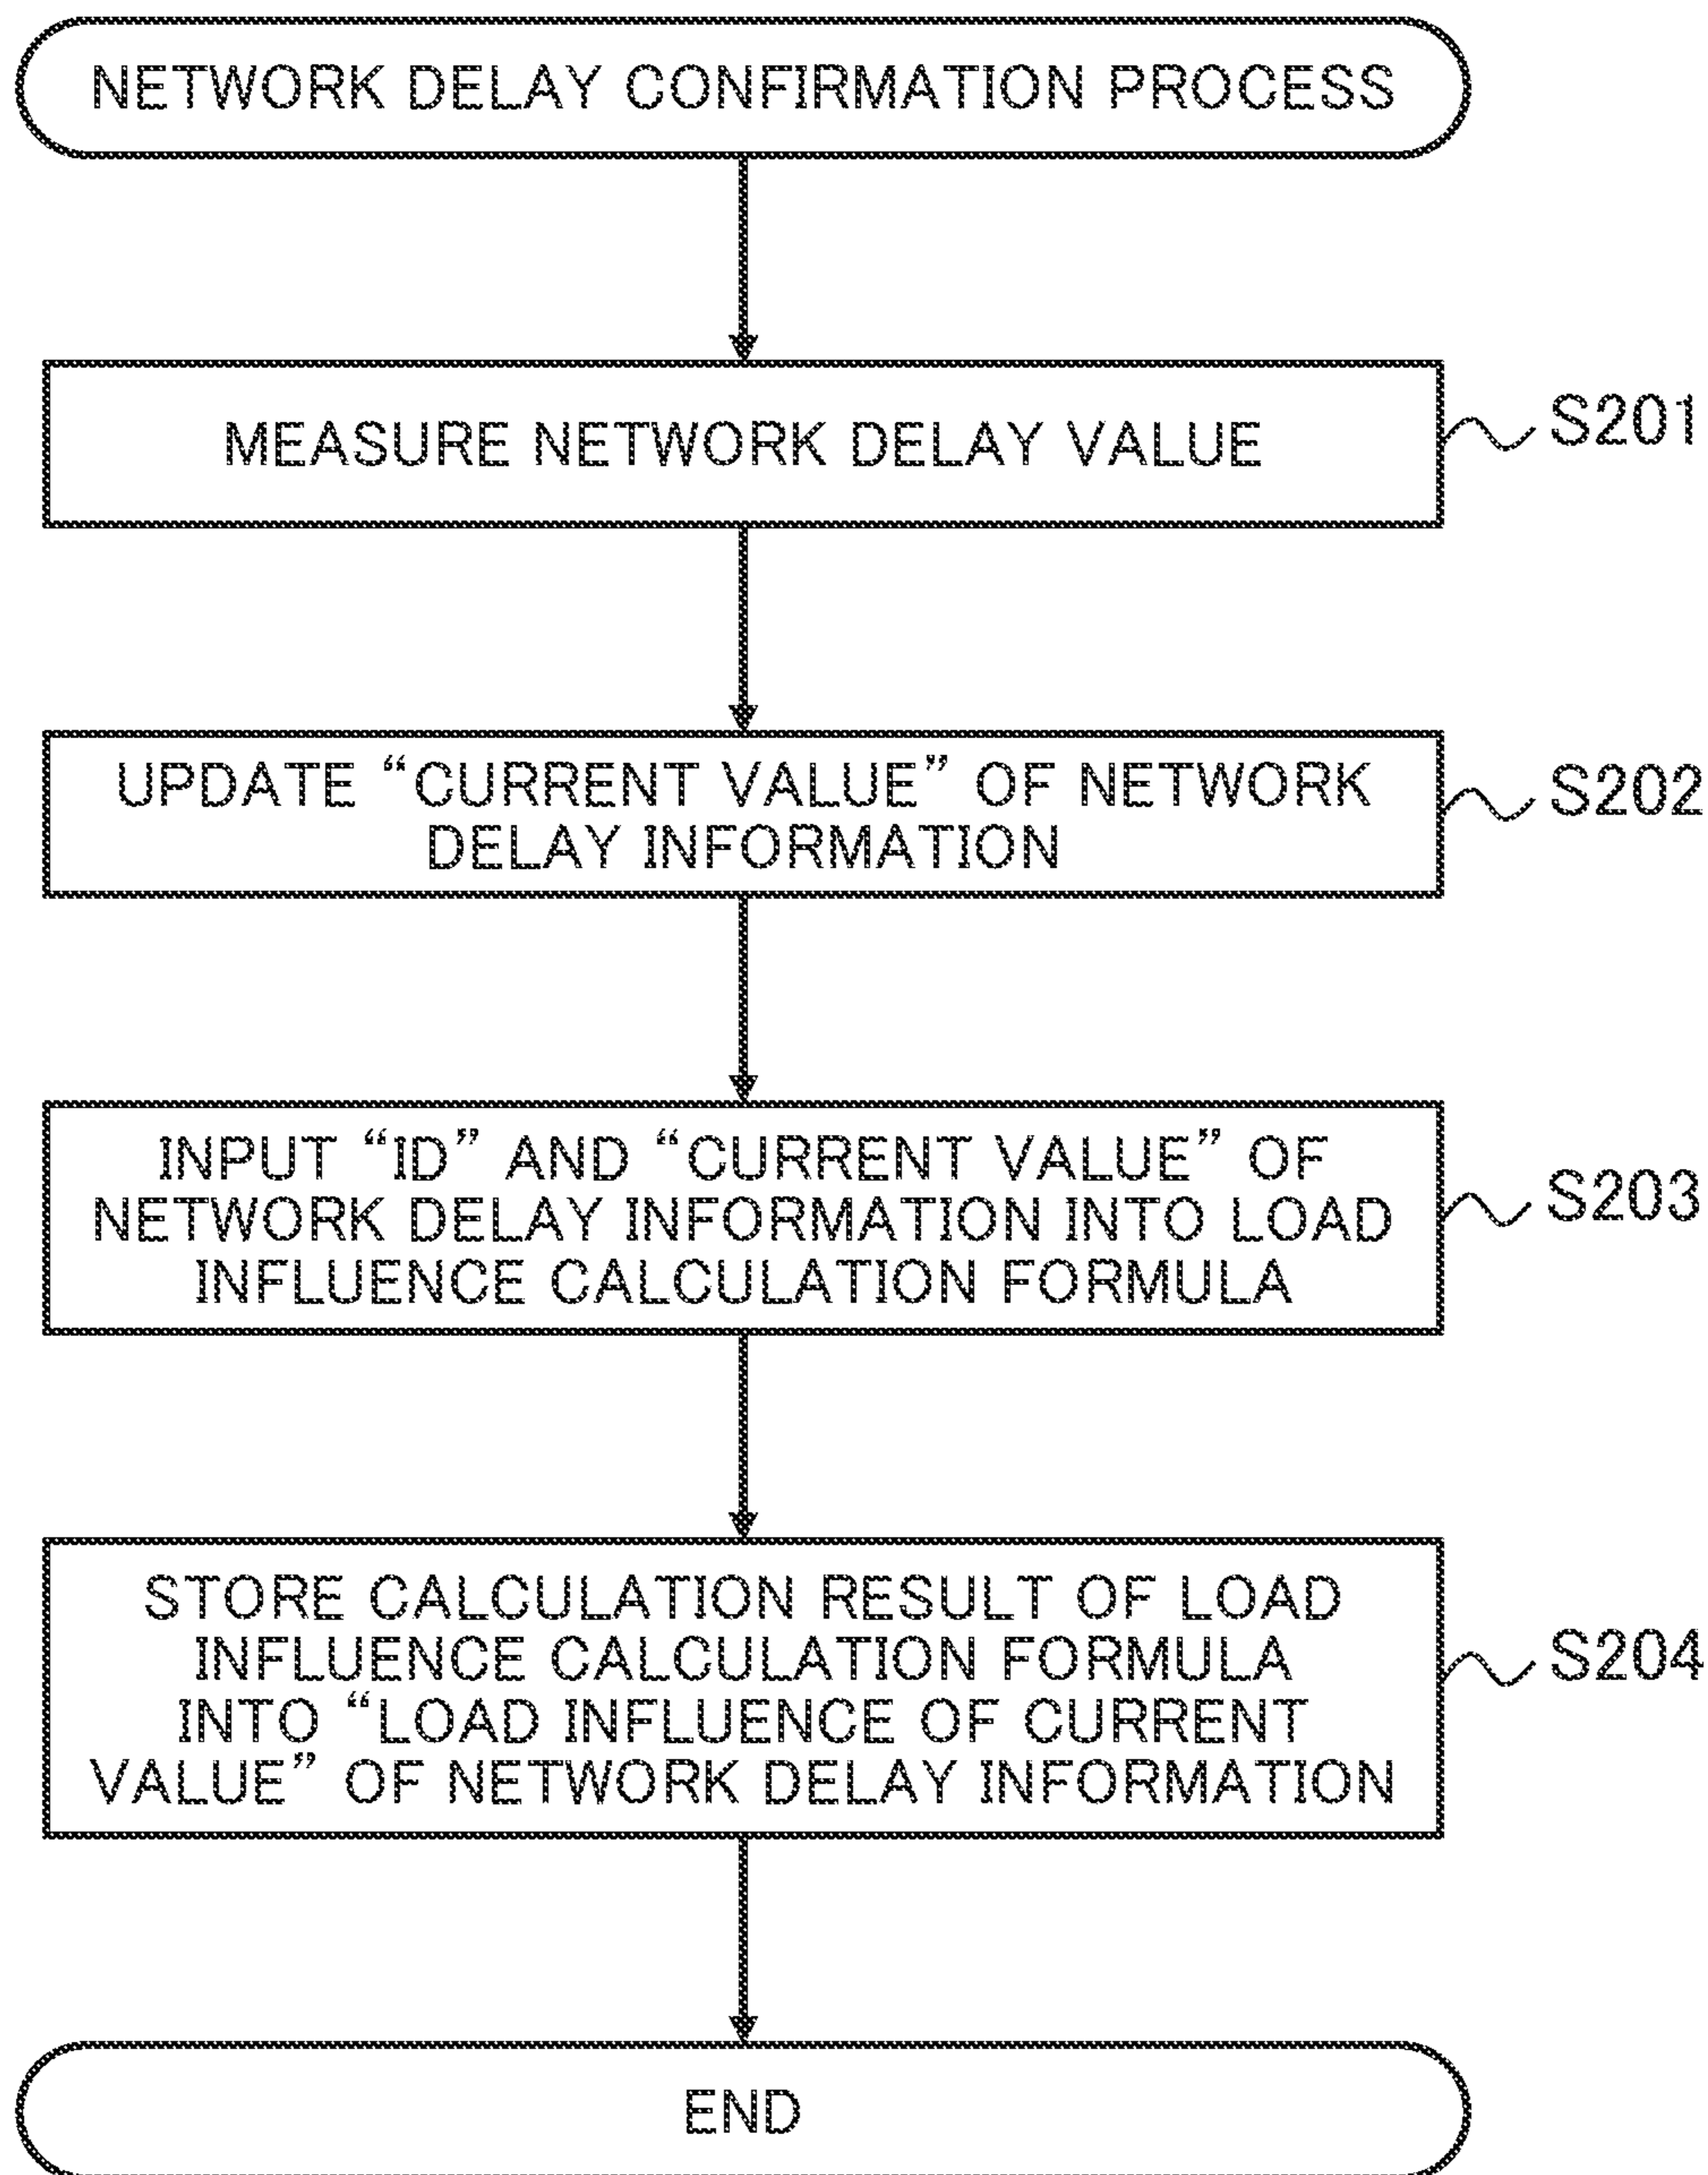 NETWORK DELAY CONFIRMATION PROCESS
MEASURE NETWORK DELAY VALUE
S201
UPDATE “CURRENT VALUE” OF NETWORK
DELAY INFORMATION
S202
INPUT “ID” AND “CURRENT VALUE” OF
NETWORK DELAY INFORMATION INTO LOAD
INFLUENCE CALCULATION FORMULA
S203
STORE CALCULATION RESULT OF LOAD
INFLUENCE CALCULATION FORMULA
INTO “LOAD INFLUENCE OF CURRENT
VALUE” OF NETWORK DELAY INFORMATION
S204
END